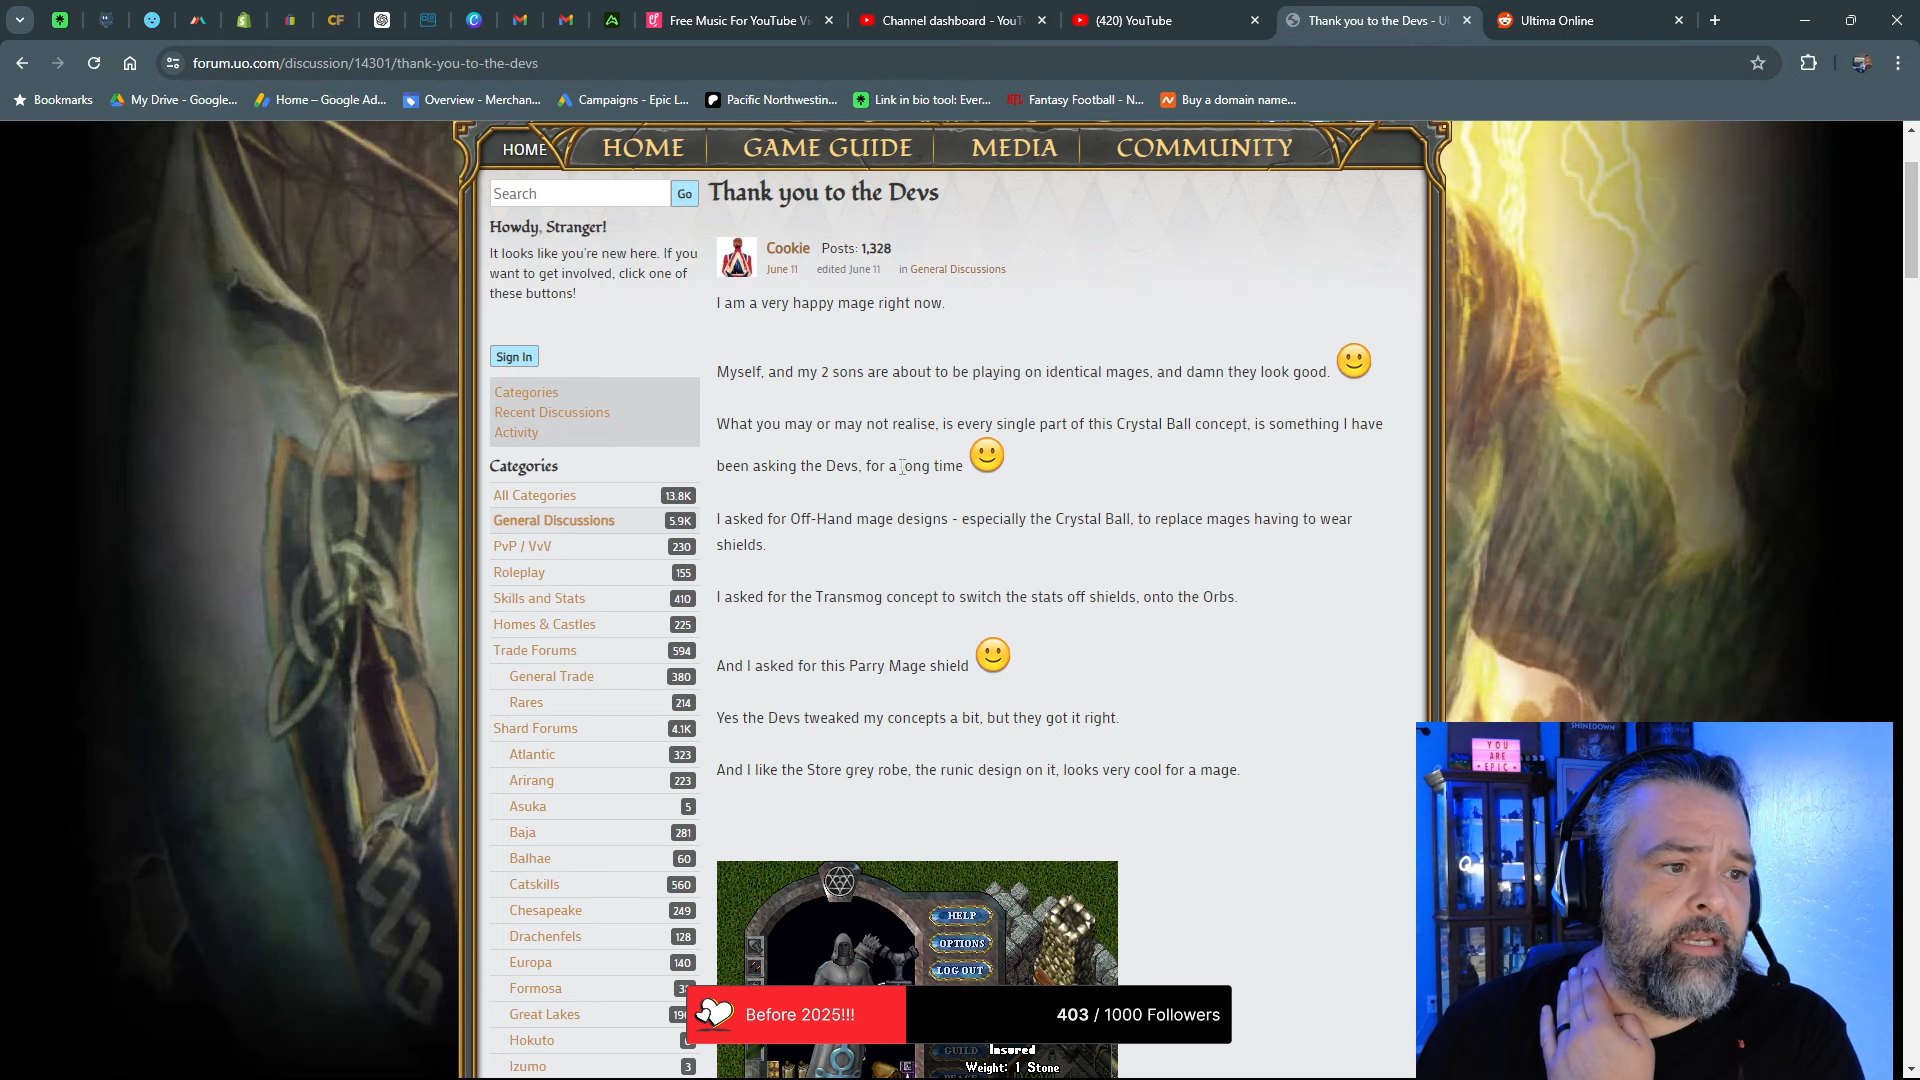 Free Music For YouTube Vi
Channel dashboard - YouT
(420) YouTube
Thank you to the Devs - Ul
Ultima Online
forum.uo.com/discussion/14301/thank-you-to-the-devs
Bookmarks
My Drive - Google...
Home – Google Ad...
Overview - Merchan...
Campaigns - Epic L...
Pacific Northwestin...
Link in bio tool: Ever...
NFL
Fantasy Football - N...
Buy a domain name...
HOME
HOME
GAME GUIDE
MEDIA
COMMUNITY
Search
Go
Howdy, Stranger!
It looks like you're new here. If you
want to get involved, click one of
these buttons!
Sign In
Categories
Recent Discussions
Activity
Categories
All Categories 13.8K
General Discussions 5.9K
PvP / VvV 230
Roleplay 155
Skills and Stats 410
Homes & Castles 225
Trade Forums 594
General Trade 380
Rares 214
Shard Forums 4.1K
Atlantic 323
Arirang 223
Asuka 5
Baja 281
Balhae 60
Catskills 560
Chesapeake 249
Drachenfels 128
Europa 140
Formosa
Great Lakes
Hokuto
Izumo 3
Thank you to the Devs
Cookie Posts: 1,328
June 11 edited June 11 in General Discussions
I am a very happy mage right now.
Myself, and my 2 sons are about to be playing on identical mages, and damn they look good.
What you may or may not realise, is every single part of this Crystal Ball concept, is something I have
been asking the Devs, for a long time
I asked for Off-Hand mage designs - especially the Crystal Ball, to replace mages having to wear
shields.
I asked for the Transmog concept to switch the stats off shields, onto the Orbs.
And I asked for this Parry Mage shield
Yes the Devs tweaked my concepts a bit, but they got it right.
And I like the Store grey robe, the runic design on it, looks very cool for a mage.
HELP
OPTIONS
LOG OUT
GUILD
Insured
Weight: 1 Stone
Before 2025!!!
403 / 1000 Followers
YOU
ARE
EPIC
SHINEDOWN